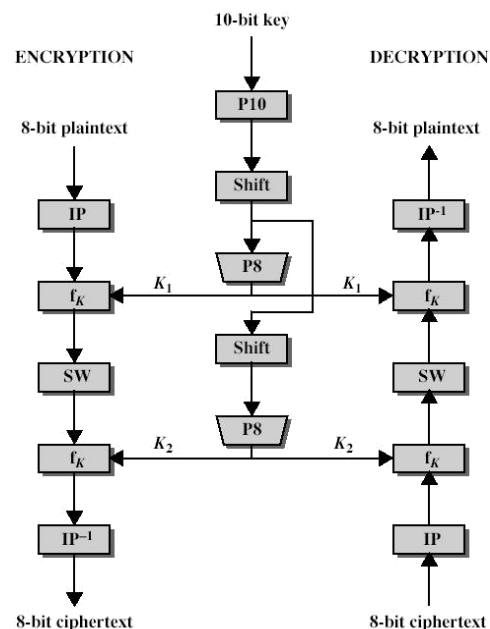 10-bit key
ENCRYPTION
DECRYPTION
P10
8-bit plaintext
8-bit plaintext
Shift
IP
IP⁻¹
P8
f_K
K₁
K₁
f_K
Shift
SW
SW
P8
f_K
K₂
K₂
f_K
IP⁻¹
IP
8-bit ciphertext
8-bit ciphertext